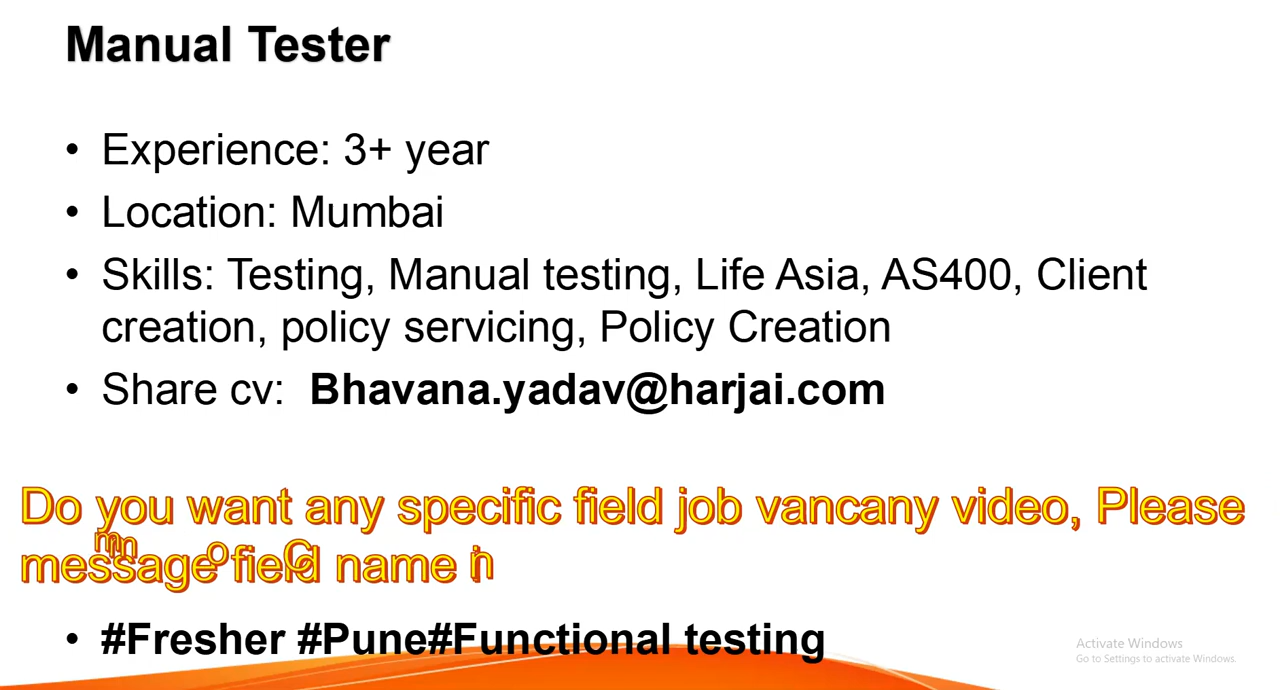 Manual Tester
• Experience: 3+ year
• Location: Mumbai
• Skills: Testing, Manual testing, Life Asia, AS400, Client
creation, policy servicing, Policy Creation
• Share cv: Bhavana.yadav@harjai.com
Do you want any specific field job vancany video, Please
message field name in
• #Fresher #Pune#Functional testing
Activate Windows
Go to Settings to activate Windows.